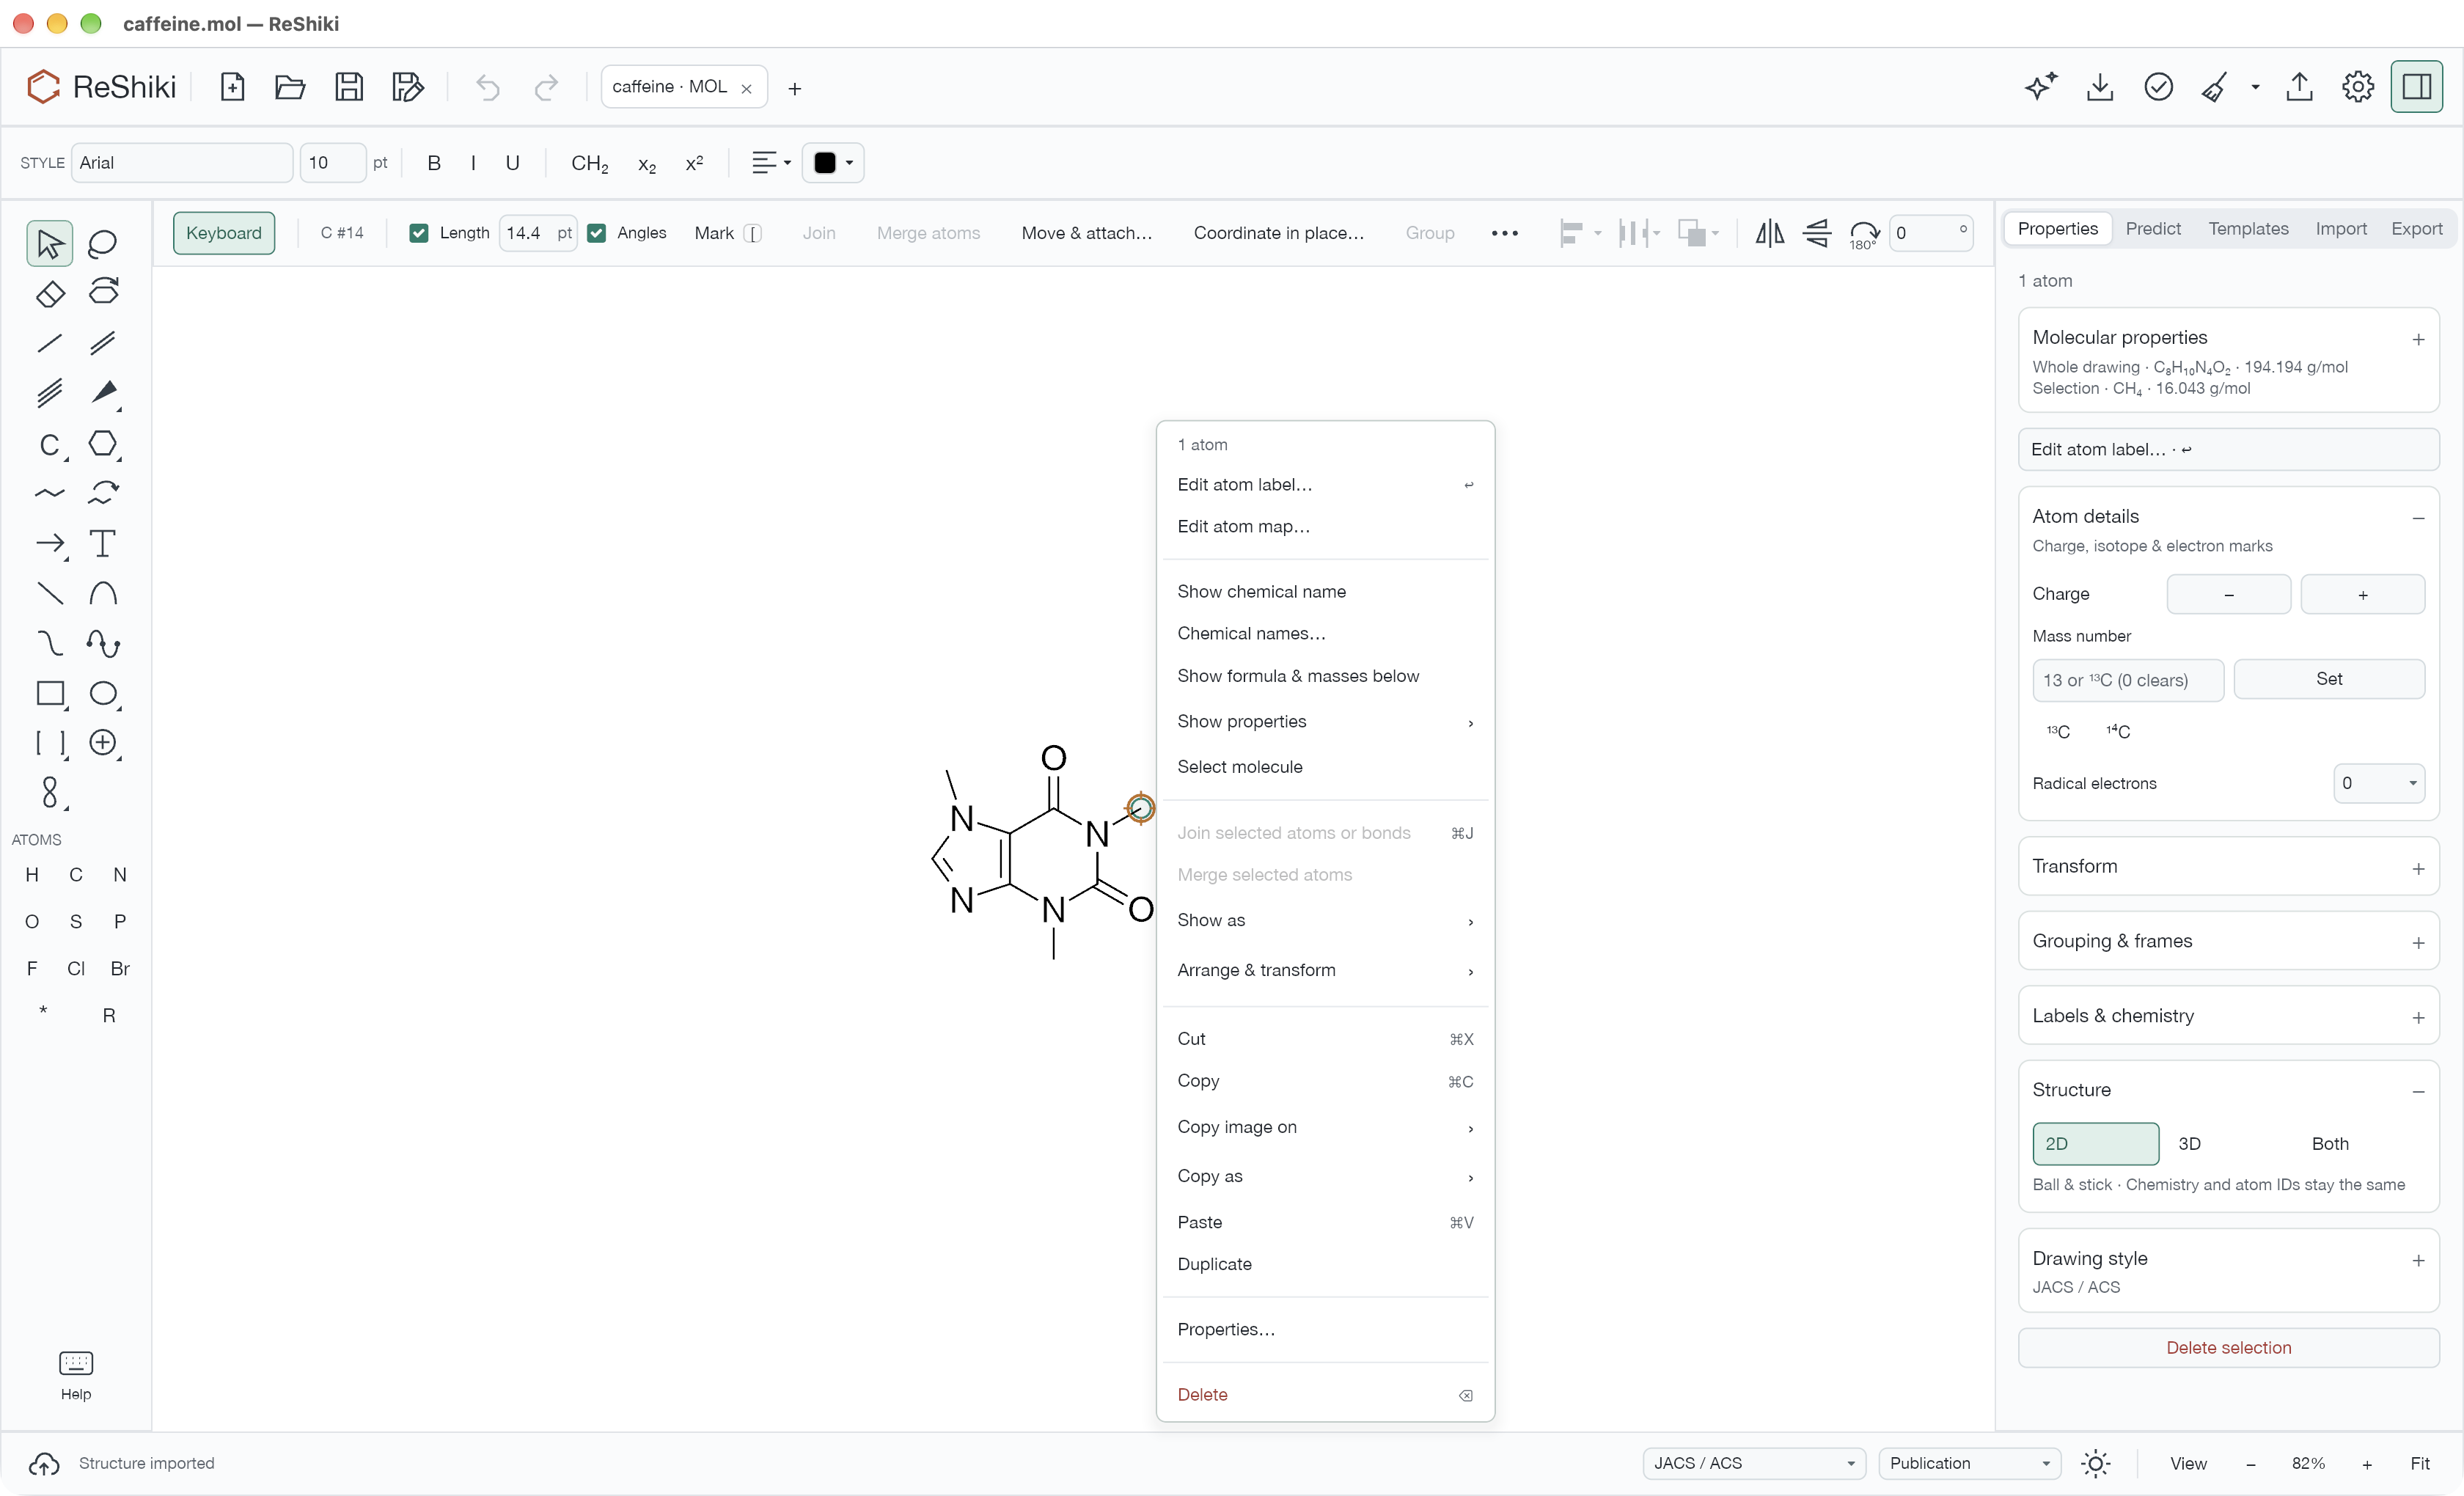 caffeine.mol — ReShiki
ReShiki
caffeine · MOL ×
+
STYLE Arial 10 pt B I U CH₂ x₂ x²
Keyboard C #14 Length 14.4 pt Angles Mark [ Join Merge atoms Move & attach... Coordinate in place... Group ••• 180° 0 °
C
T
[ ]
ATOMS
H C N
O S P
F Cl Br
* R
Help
O
N
N
N
N
O
1 atom
Edit atom label... ↩
Edit atom map...
Show chemical name
Chemical names...
Show formula & masses below
Show properties ›
Select molecule
Join selected atoms or bonds ⌘J
Merge selected atoms
Show as ›
Arrange & transform ›
Cut ⌘X
Copy ⌘C
Copy image on ›
Copy as ›
Paste ⌘V
Duplicate
Properties...
Delete ⌫
Properties Predict Templates Import Export
1 atom
Molecular properties +
Whole drawing · C₈H₁₀N₄O₂ · 194.194 g/mol
Selection · CH₄ · 16.043 g/mol
Edit atom label... · ↩
Atom details −
Charge, isotope & electron marks
Charge − +
Mass number
13 or ¹³C (0 clears) Set
¹³C ¹⁴C
Radical electrons 0
Transform +
Grouping & frames +
Labels & chemistry +
Structure −
2D 3D Both
Ball & stick · Chemistry and atom IDs stay the same
Drawing style +
JACS / ACS
Delete selection
Structure imported
JACS / ACS Publication View − 82% + Fit